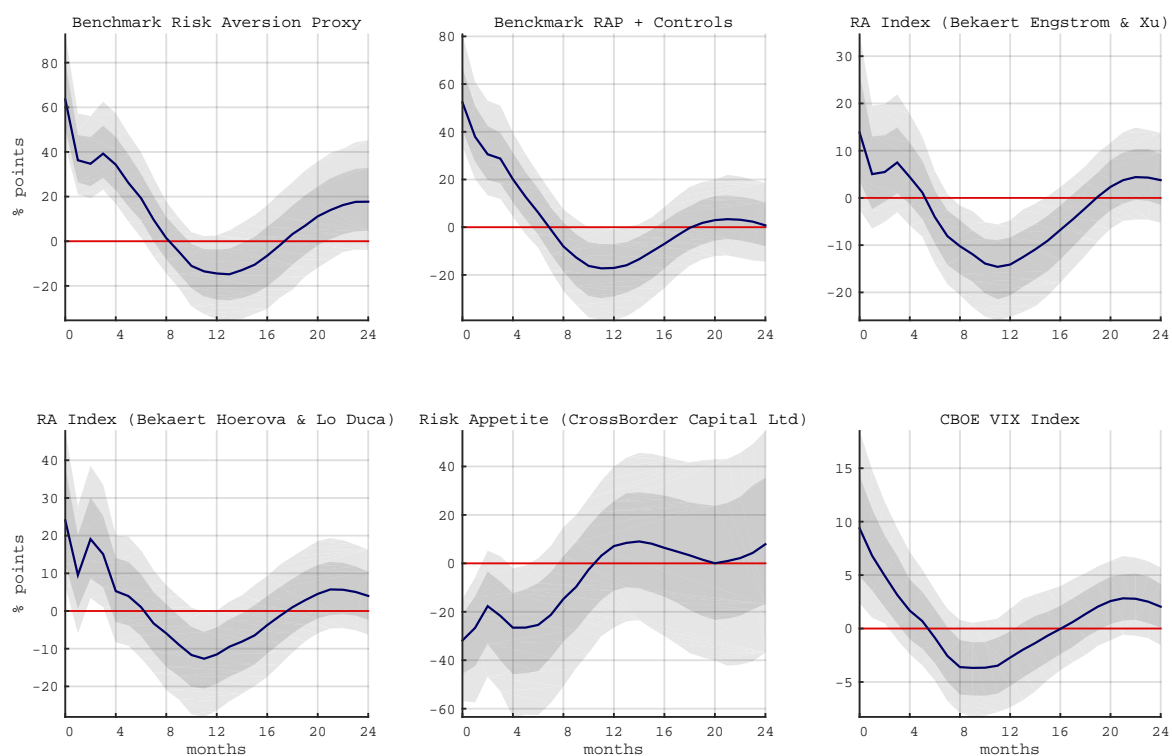 Benchmark Risk Aversion Proxy
Benckmark RAP + Controls
RA Index (Bekaert Engstrom & Xu)
% points
80
60
40
20
0
-20
0 4 8 12 16 20 24
80
60
40
20
0
-20
0 4 8 12 16 20 24
30
20
10
0
-10
-20
0 4 8 12 16 20 24
RA Index (Bekaert Hoerova & Lo Duca)
Risk Appetite (CrossBorder Capital Ltd)
CBOE VIX Index
% points
40
30
20
10
0
-10
-20
0 4 8 12 16 20 24
months
40
20
0
-20
-40
-60
0 4 8 12 16 20 24
months
15
10
5
0
-5
0 4 8 12 16 20 24
months